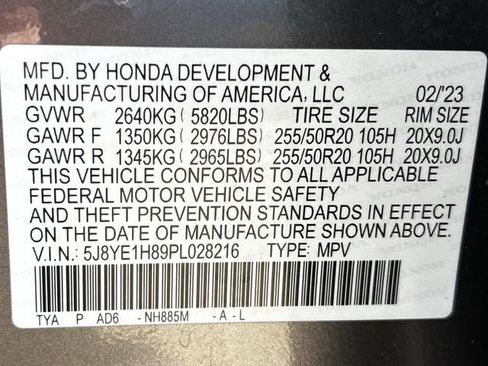 MFD. BY HONDA DEVELOPMENT &
MANUFACTURING OF AMERICA, LLC 02/'23
GVWR 2640KG( 5820LBS) TIRE SIZE RIM SIZE
GAWR F 1350KG( 2976LBS) 255/50R20 105H 20X9.0J
GAWR R 1345KG( 2965LBS) 255/50R20 105H 20X9.0J
THIS VEHICLE CONFORMS TO ALL APPLICABLE
FEDERAL MOTOR VEHICLE SAFETY
AND THEFT PREVENTION STANDARDS IN EFFECT
ON THE DATE OF MANUFACTURE SHOWN ABOVE.
V.I.N.: 5J8YE1H89PL028216 TYPE: MPV
TYA P AD6 -NH885M -A-L